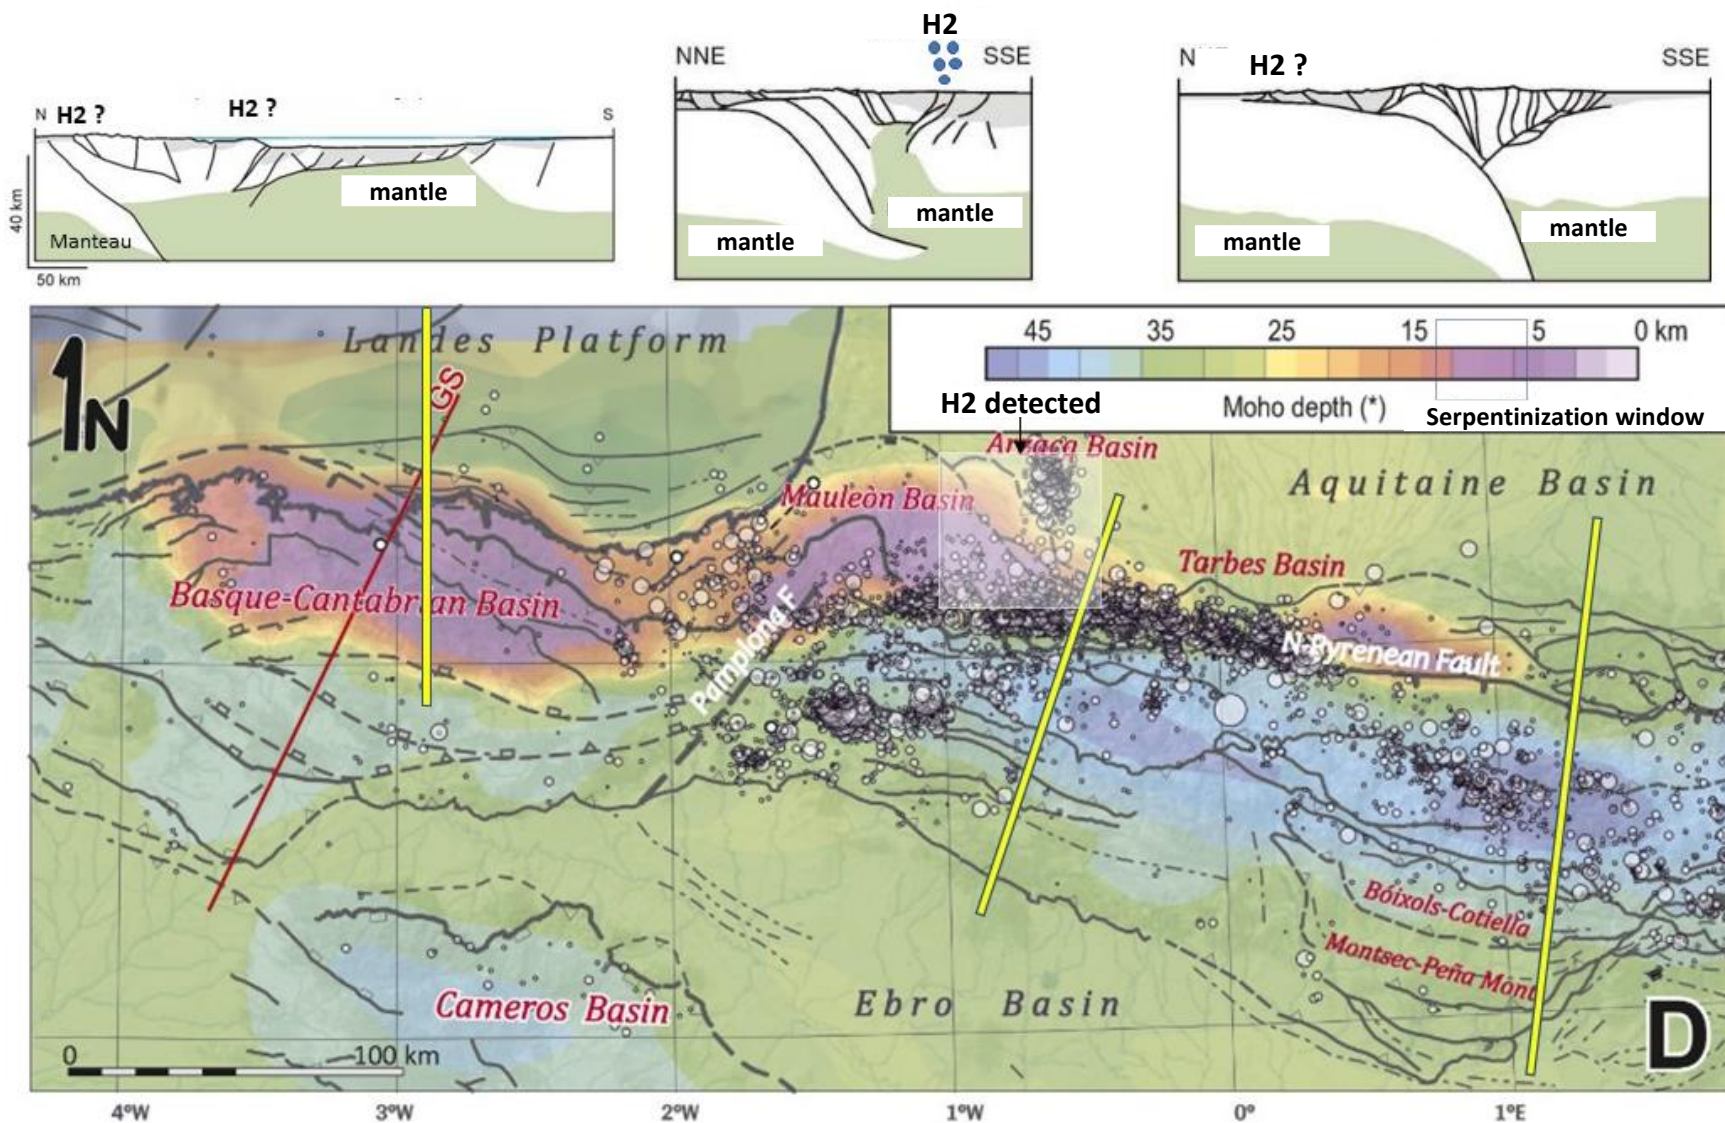 H2
NNE
SSE
N
H2 ?
SSE
N
H2 ?
H2 ?
S
40 km
mantle
Manteau
50 km
mantle
mantle
mantle
mantle
Landes Platform
45
35
25
15
5
0 km
Moho depth (*)
Serpentinization window
H2 detected
1N
GS
Arzacq Basin
Aquitaine Basin
Mauleòn Basin
Tarbes Basin
Basque-Cantabrian Basin
Pamplona F
N-Pyrenean Fault
Bóixols-Cotiella
Montsec-Peña Mont
Cameros Basin
Ebro Basin
D
0
100 km
4°W
3°W
2°W
1°W
0°
1°E